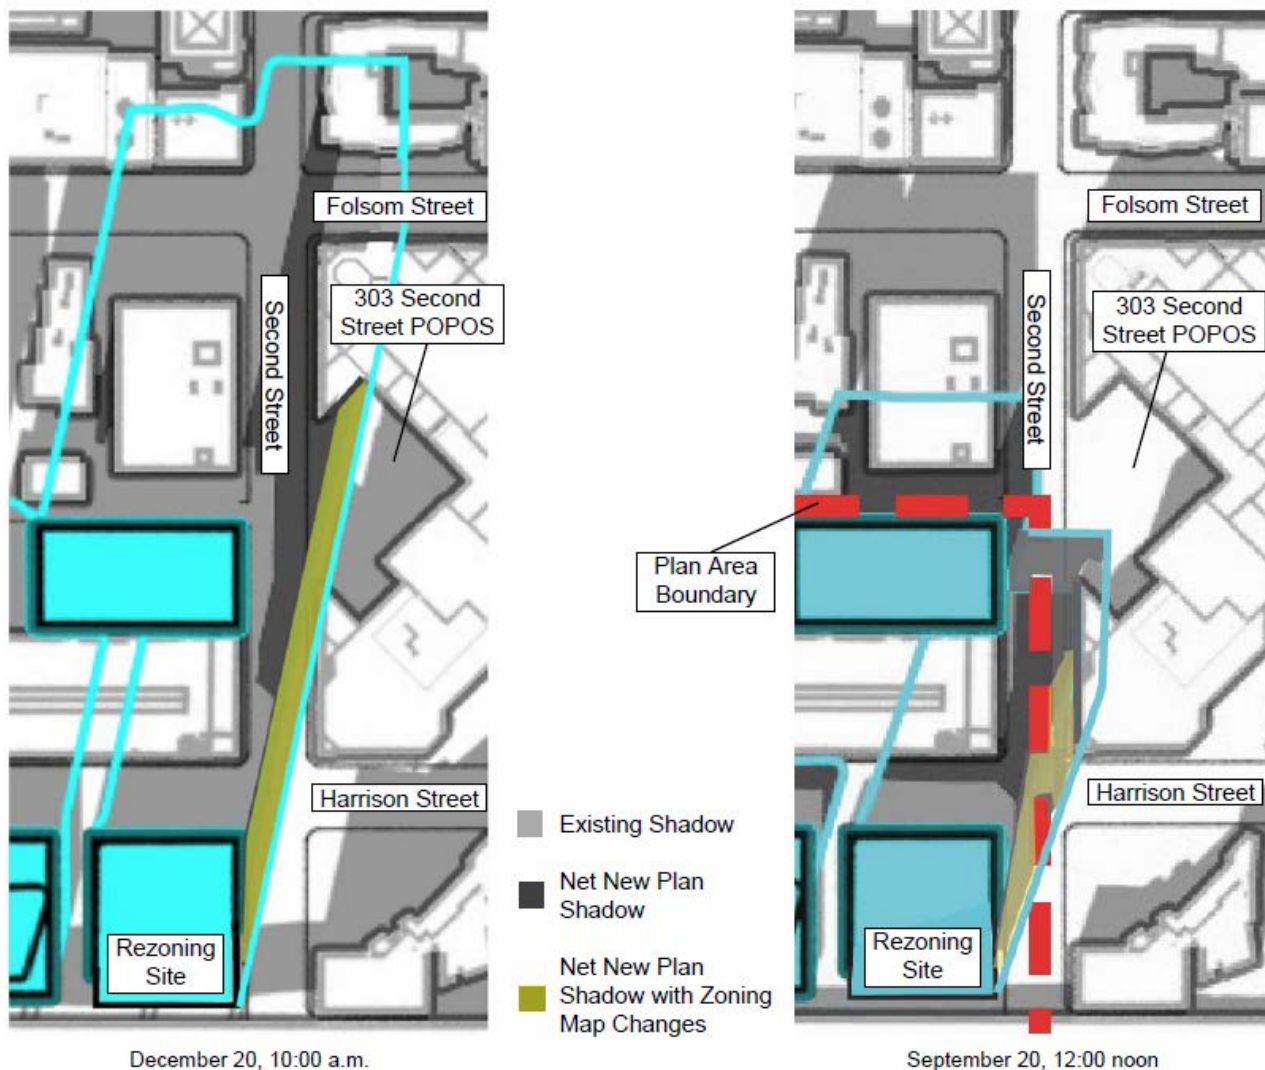 Folsom Street
303 Second
Street POPOS
Second Street
Harrison Street
Rezoning
Site
December 20, 10:00 a.m.
Plan Area
Boundary
Existing Shadow
Net New Plan
Shadow
Net New Plan
Shadow with Zoning
Map Changes
Folsom Street
303 Second
Street POPOS
Second Street
Harrison Street
Rezoning
Site
September 20, 12:00 noon